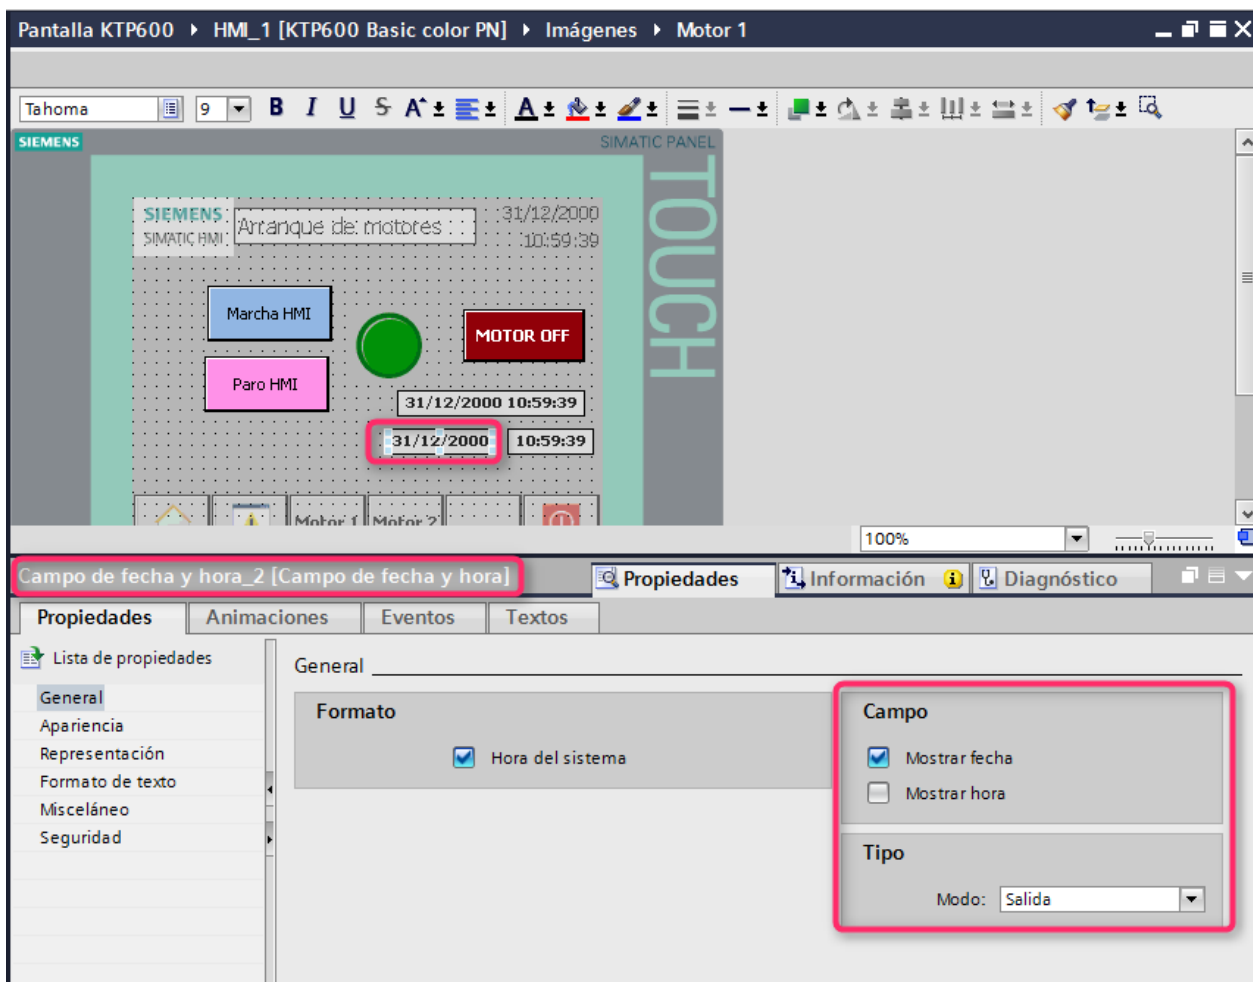 Pantalla KTP600 ▸ HMI_1 [KTP600 Basic color PN] ▸ Imágenes ▸ Motor 1
Tahoma 9 B I U S A A
SIEMENS SIMATIC PANEL
TOUCH
SIEMENS
SIMATIC HMI
Arranque de motores
31/12/2000
10:59:39
Marcha HMI
MOTOR OFF
Paro HMI
31/12/2000 10:59:39
31/12/2000 10:59:39
Motor 1 Motor 2
100%
Campo de fecha y hora_2 [Campo de fecha y hora] Propiedades Información Diagnóstico
Propiedades Animaciones Eventos Textos
Lista de propiedades
General
Apariencia
Representación
Formato de texto
Misceláneo
Seguridad
General
Formato
Hora del sistema
Campo
Mostrar fecha
Mostrar hora
Tipo
Modo: Salida